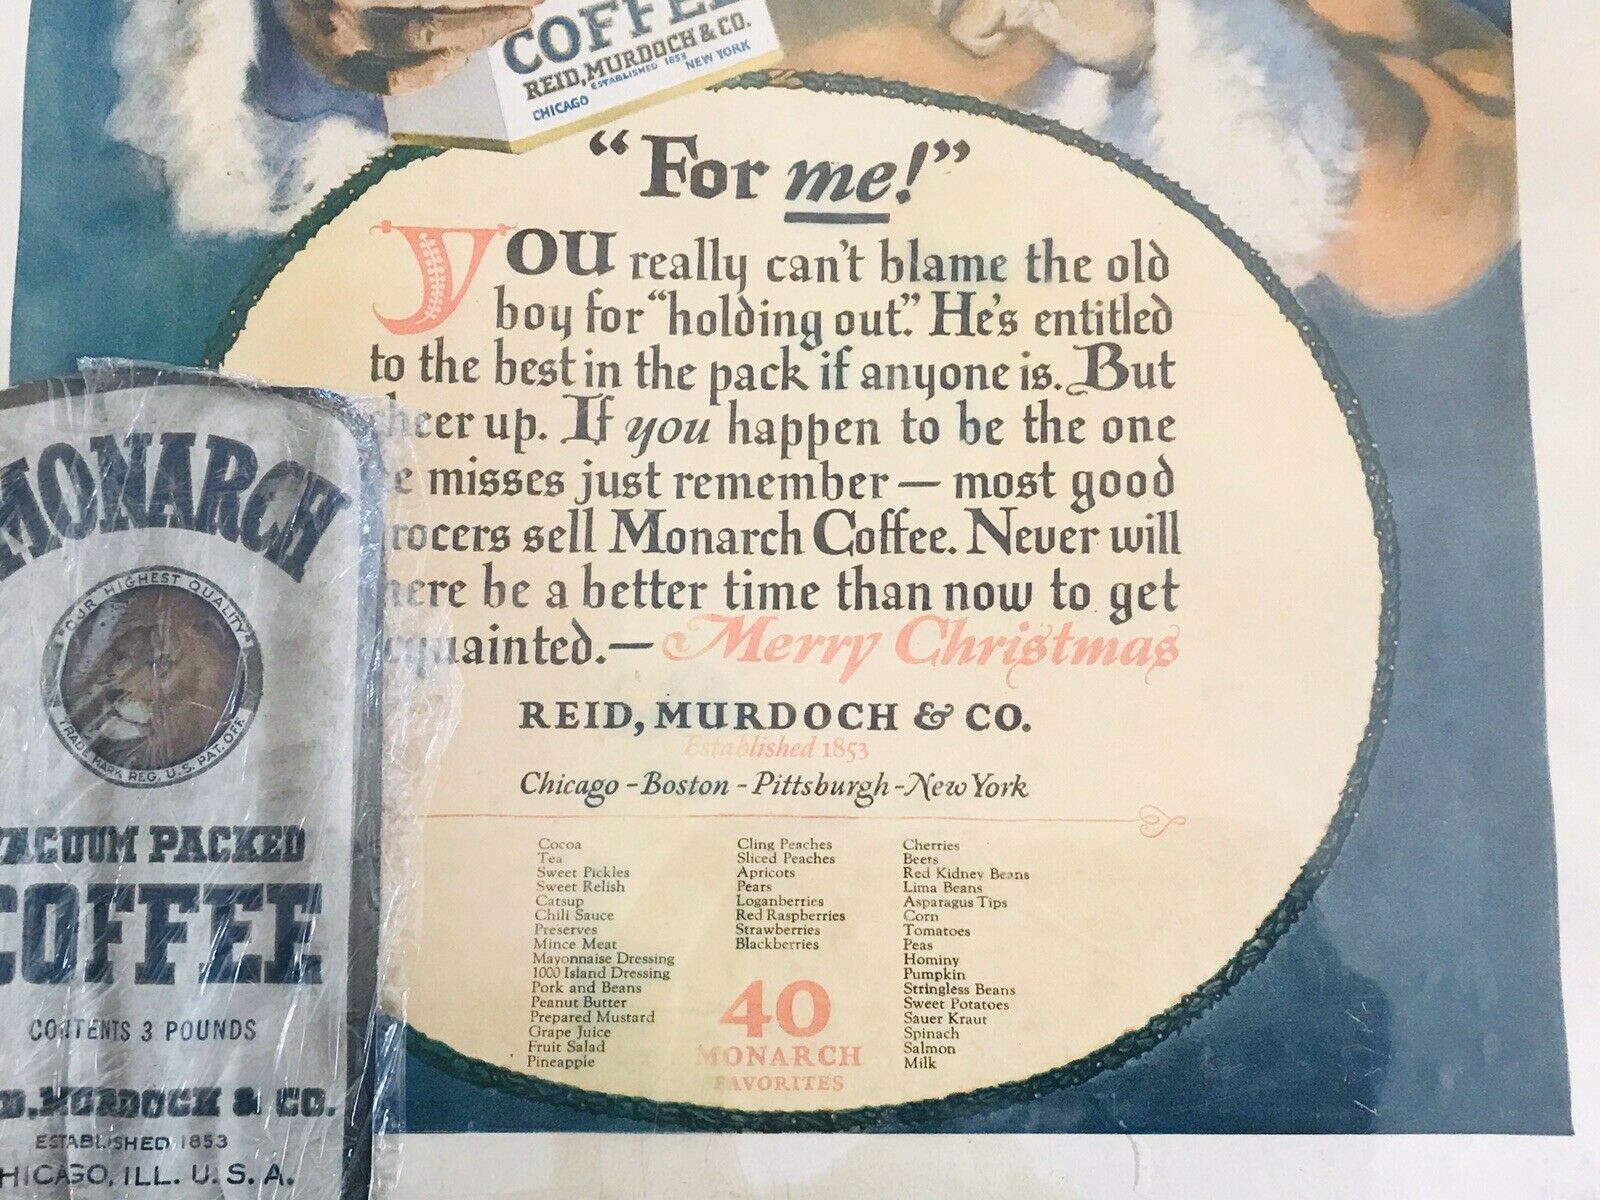 COFFEE
REID, MURDOCH & CO.
ESTABLISHED 1853
CHICAGO NEW YORK
“For me!”
You really can't blame the old
boy for “holding out”. He's entitled
to the best in the pack if anyone is. But
cheer up. If you happen to be the one
he misses just remember — most good
grocers sell Monarch Coffee. Never will
there be a better time than now to get
acquainted. — Merry Christmas
REID, MURDOCH & CO.
Established 1853
Chicago - Boston - Pittsburgh - New York
Cocoa
Tea
Sweet Pickles
Sweet Relish
Catsup
Chili Sauce
Preserves
Mince Meat
Mayonnaise Dressing
1000 Island Dressing
Pork and Beans
Peanut Butter
Prepared Mustard
Grape Juice
Fruit Salad
Pineapple
Cling Peaches
Sliced Peaches
Apricots
Pears
Loganberries
Red Raspberries
Strawberries
Blackberries
40
MONARCH
FAVORITES
Cherries
Beets
Red Kidney Beans
Lima Beans
Asparagus Tips
Corn
Tomatoes
Peas
Hominy
Pumpkin
Stringless Beans
Sweet Potatoes
Sauer Kraut
Spinach
Salmon
Milk
MONARCH
OUR HIGHEST QUALITY
TRADE MARK REG. U.S. PAT. OFF.
VACUUM PACKED
COFFEE
CONTENTS 3 POUNDS
REID, MURDOCH & CO.
ESTABLISHED 1853
CHICAGO, ILL. U. S. A.